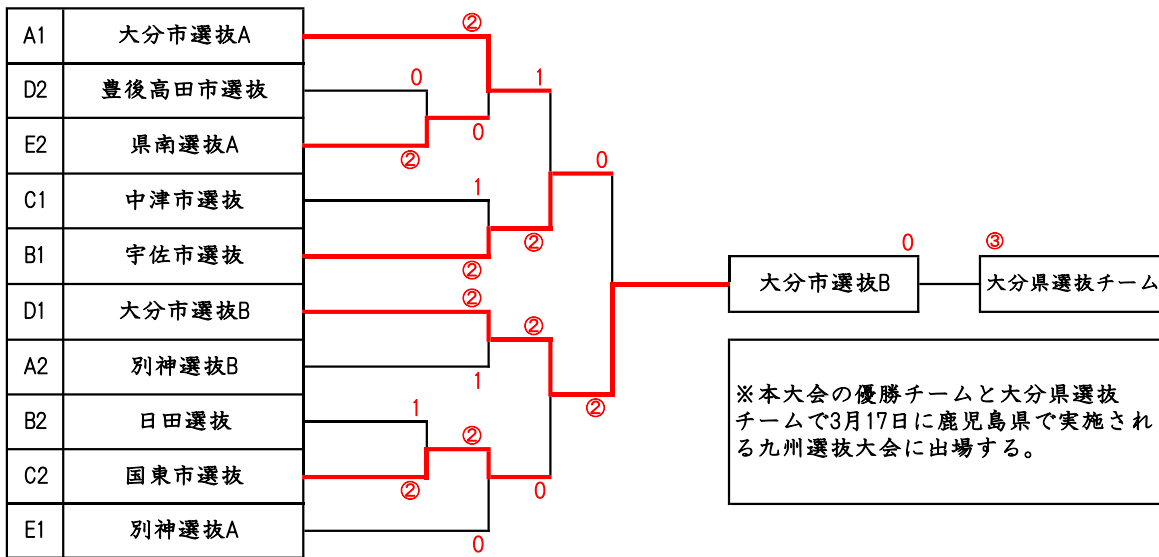 ②
A1 大分市選抜A
0 1
D2 豊後高田市選抜
0
E2 県南選抜A
② 0
1
C1 中津市選抜
②
B1 宇佐市選抜
② 0 ③
大分市選抜B 大分県選抜チーム
②
D1 大分市選抜B
②
A2 別神選抜B
1
※本大会の優勝チームと大分県選抜
チームで3月17日に鹿児島県で実施され
る九州選抜大会に出場する。
1 ②
B2 日田選抜
②
C2 国東市選抜
② 0
E1 別神選抜A
0